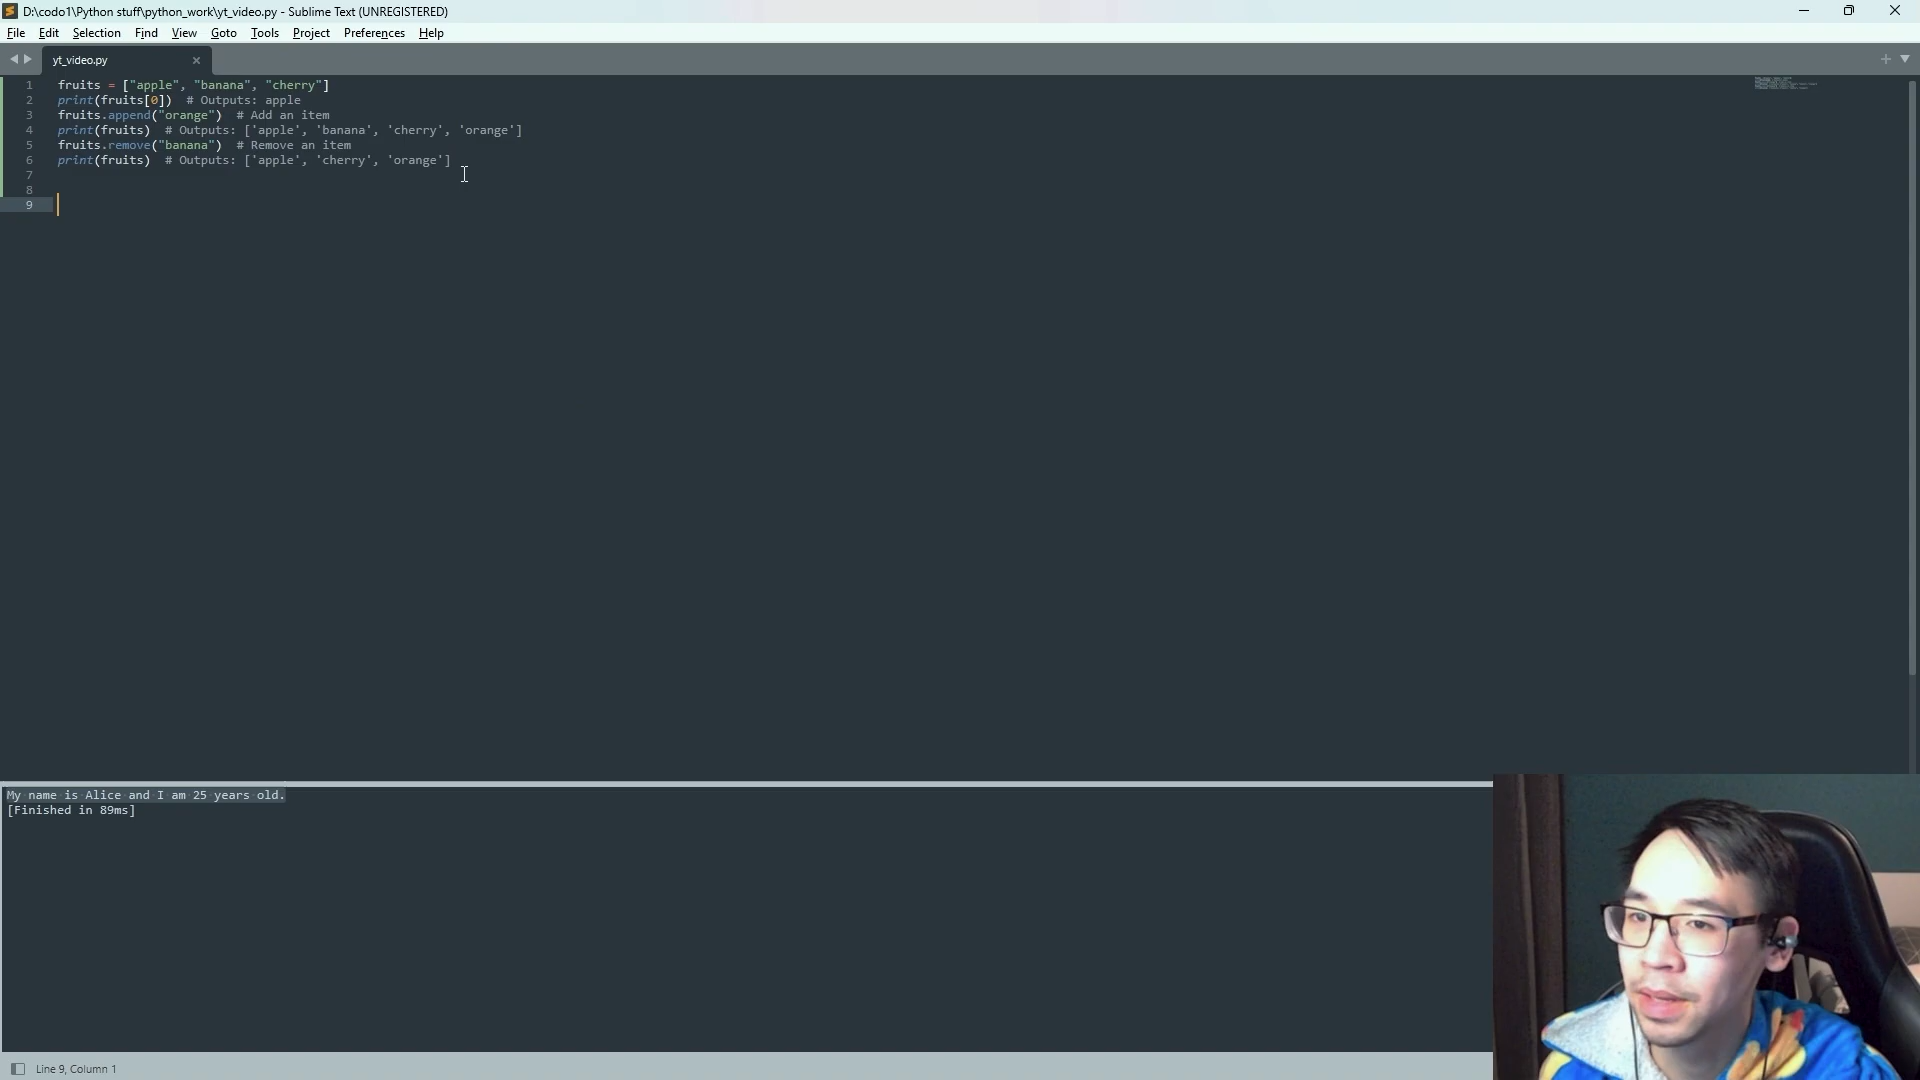 D:\codo1\Python stuff\python_work\yt_video.py - Sublime Text (UNREGISTERED)
File Edit Selection Find View Goto Tools Project Preferences Help
yt_video.py
1 fruits = ["apple", "banana", "cherry"]
2 print(fruits[0]) # Outputs: apple
3 fruits.append("orange") # Add an item
4 print(fruits) # Outputs: ['apple', 'banana', 'cherry', 'orange']
5 fruits.remove("banana") # Remove an item
6 print(fruits) # Outputs: ['apple', 'cherry', 'orange']
7
8
9
My name is Alice and I am 25 years old.
[Finished in 89ms]
Line 9, Column 1